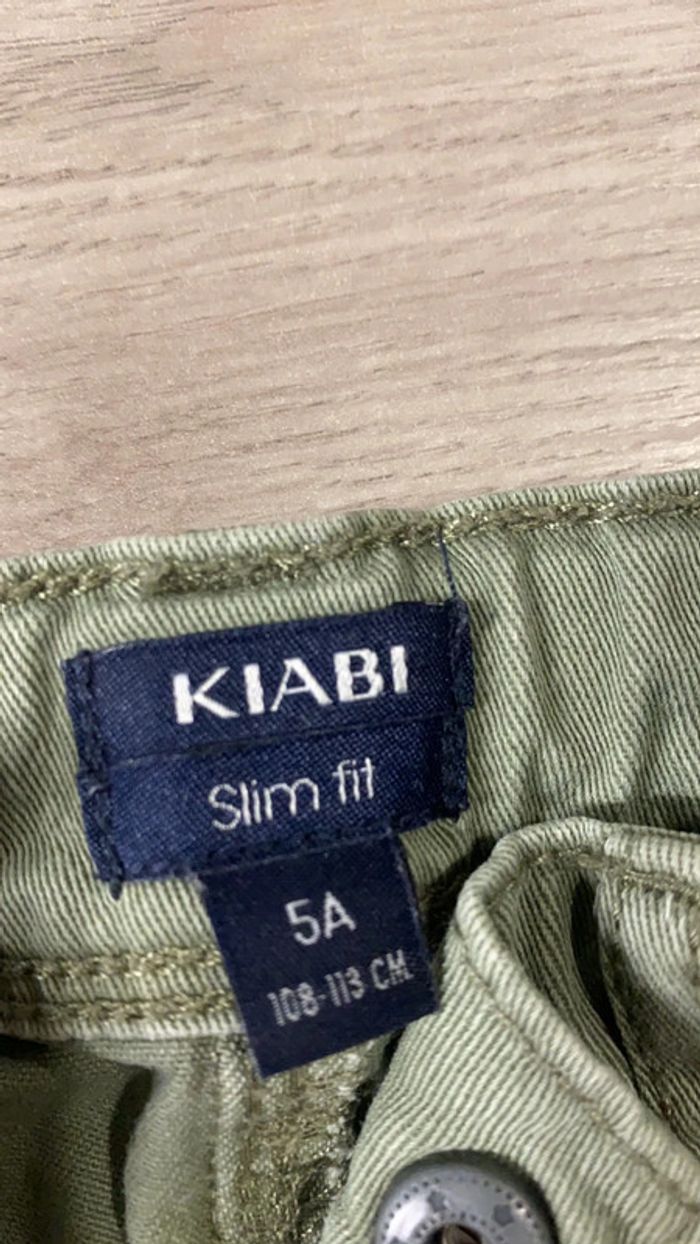 KIABI
Slim fit
5A
108-113 CM